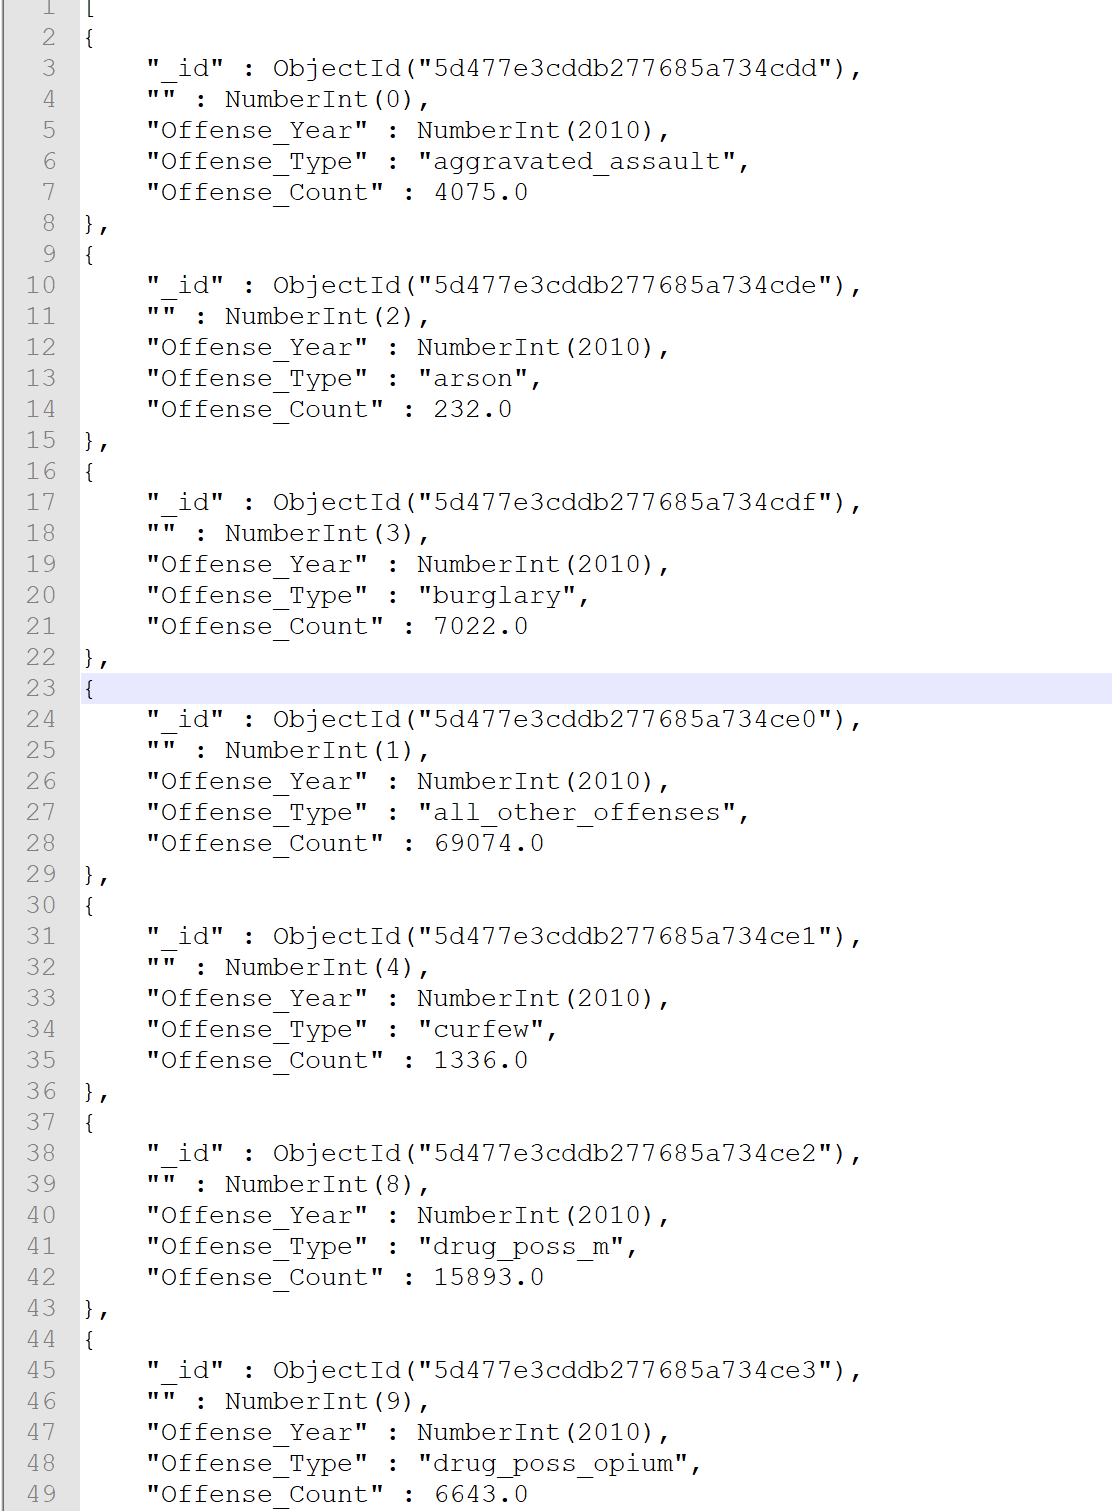 1 [
2 {
3 "_id" : ObjectId("5d477e3cddb277685a734cdd"),
4 "" : NumberInt(0),
5 "Offense_Year" : NumberInt(2010),
6 "Offense_Type" : "aggravated_assault",
7 "Offense_Count" : 4075.0
8 },
9 {
10 "_id" : ObjectId("5d477e3cddb277685a734cde"),
11 "" : NumberInt(2),
12 "Offense_Year" : NumberInt(2010),
13 "Offense_Type" : "arson",
14 "Offense_Count" : 232.0
15 },
16 {
17 "_id" : ObjectId("5d477e3cddb277685a734cdf"),
18 "" : NumberInt(3),
19 "Offense_Year" : NumberInt(2010),
20 "Offense_Type" : "burglary",
21 "Offense_Count" : 7022.0
22 },
23 {
24 "_id" : ObjectId("5d477e3cddb277685a734ce0"),
25 "" : NumberInt(1),
26 "Offense_Year" : NumberInt(2010),
27 "Offense_Type" : "all_other_offenses",
28 "Offense_Count" : 69074.0
29 },
30 {
31 "_id" : ObjectId("5d477e3cddb277685a734ce1"),
32 "" : NumberInt(4),
33 "Offense_Year" : NumberInt(2010),
34 "Offense_Type" : "curfew",
35 "Offense_Count" : 1336.0
36 },
37 {
38 "_id" : ObjectId("5d477e3cddb277685a734ce2"),
39 "" : NumberInt(8),
40 "Offense_Year" : NumberInt(2010),
41 "Offense_Type" : "drug_poss_m",
42 "Offense_Count" : 15893.0
43 },
44 {
45 "_id" : ObjectId("5d477e3cddb277685a734ce3"),
46 "" : NumberInt(9),
47 "Offense_Year" : NumberInt(2010),
48 "Offense_Type" : "drug_poss_opium",
49 "Offense_Count" : 6643.0